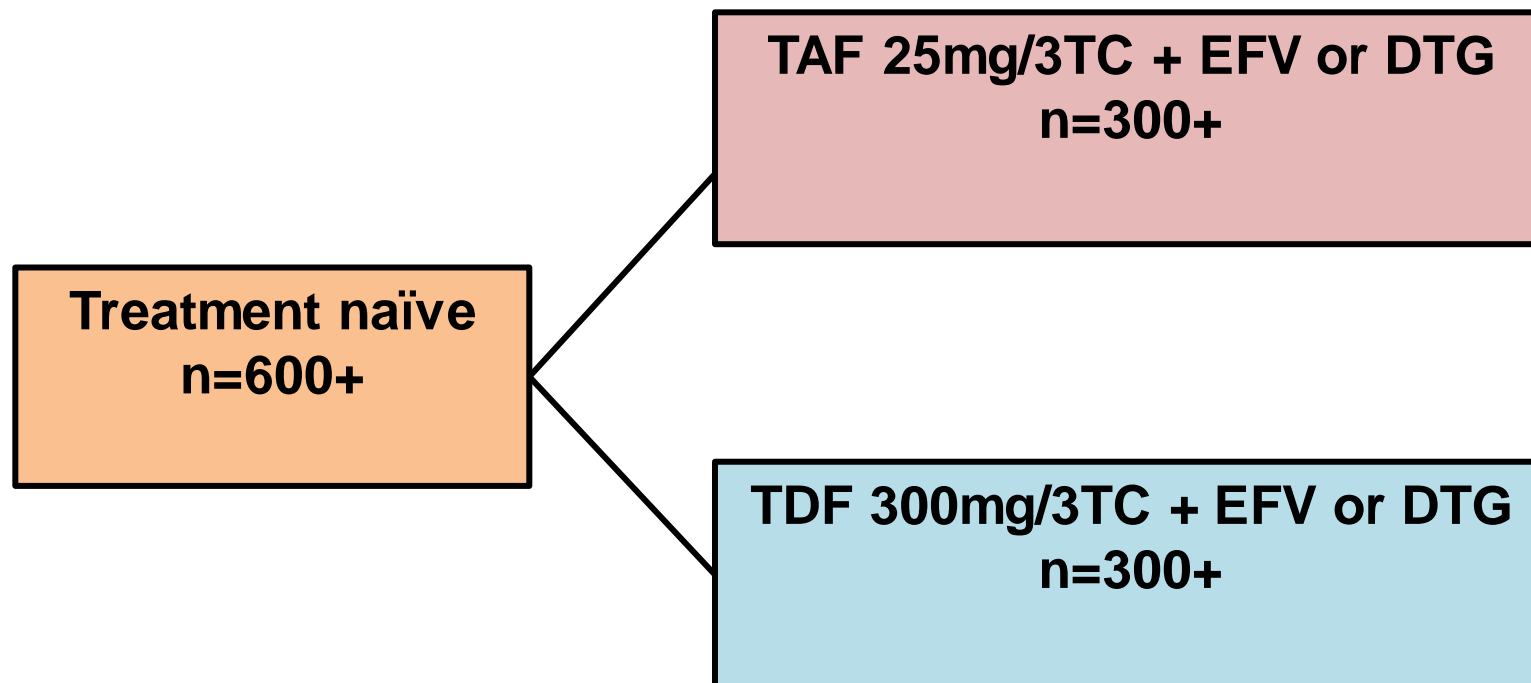 TAF 25mg/3TC + EFV or DTG
n=300+
Treatment naïve
n=600+
TDF 300mg/3TC + EFV or DTG
n=300+